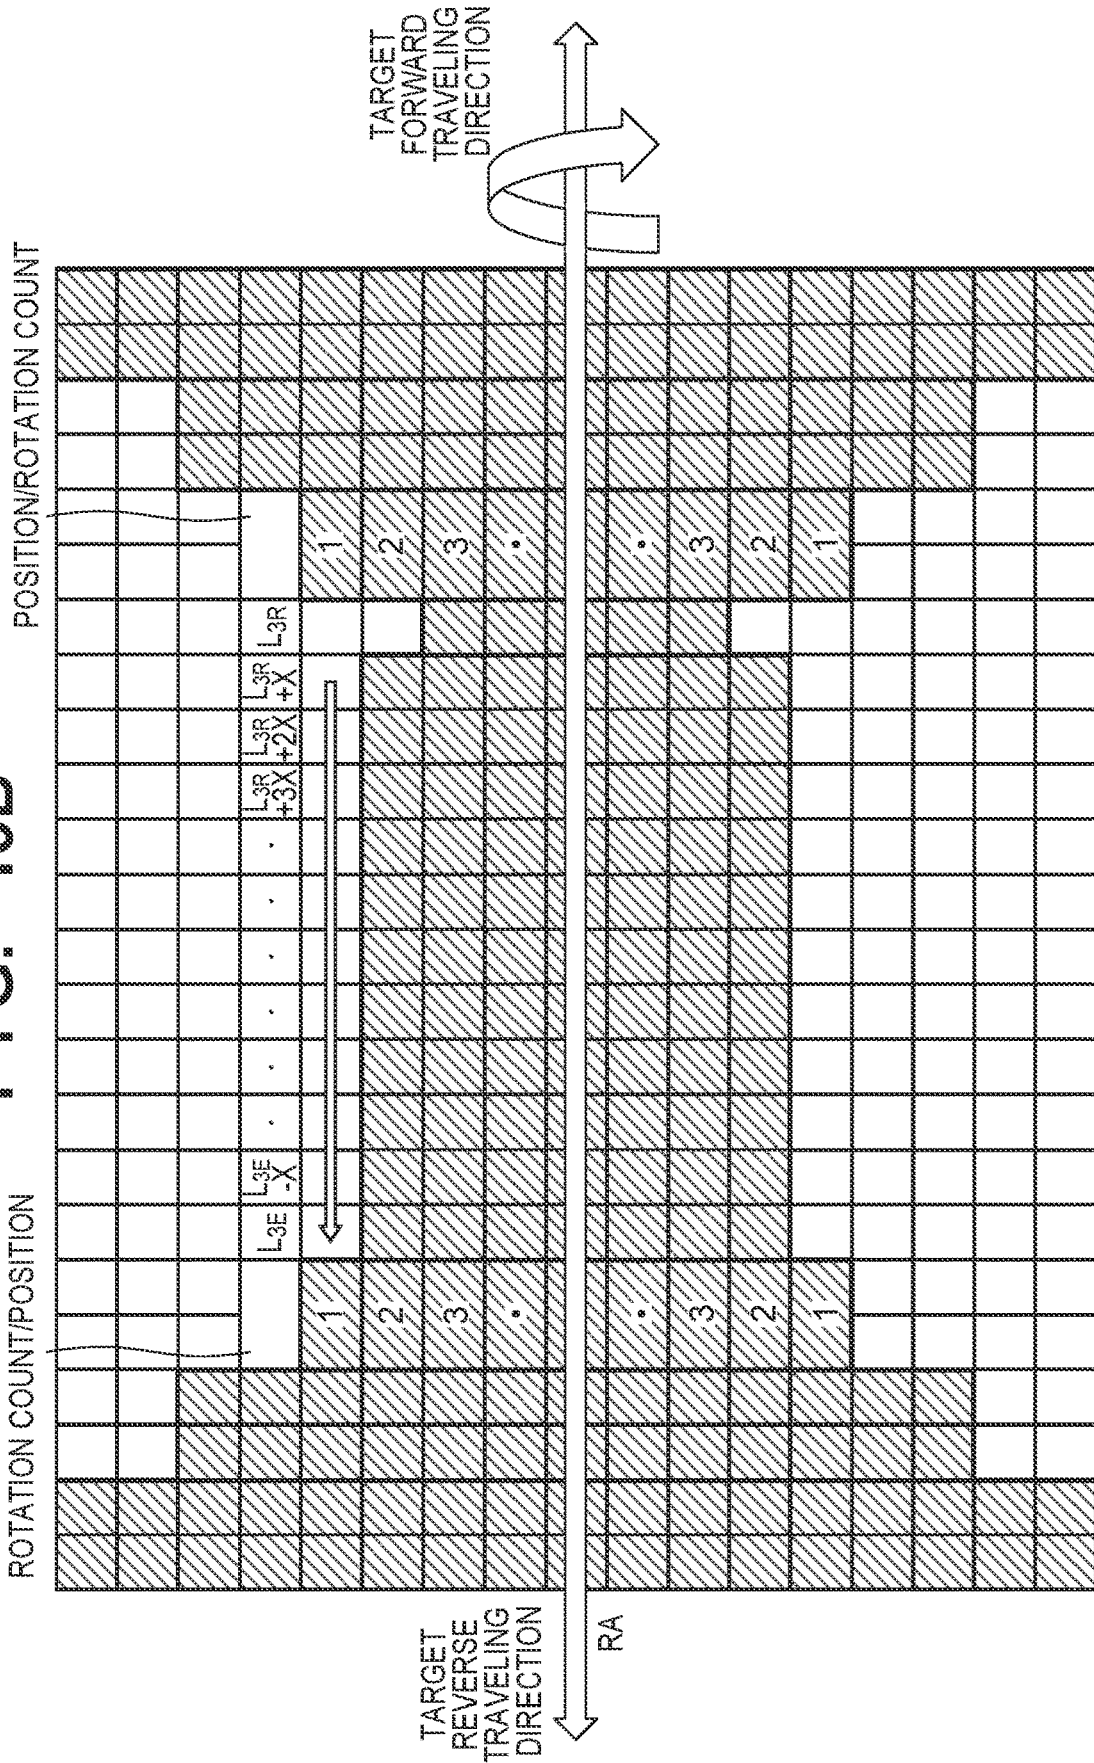 FIG.
ROTATION COUNT/POSITION
POSITION/ROTATION COUNT
L3E
L3E
-X
· · · · · ·
L3R
+3X
L3R
+2X
L3R
+X
L3R
1 1
2 2
3 3
· ·
· ·
3 3
2 2
1 1
TARGET
REVERSE
TRAVELING
DIRECTION
RA
TARGET
FORWARD
TRAVELING
DIRECTION